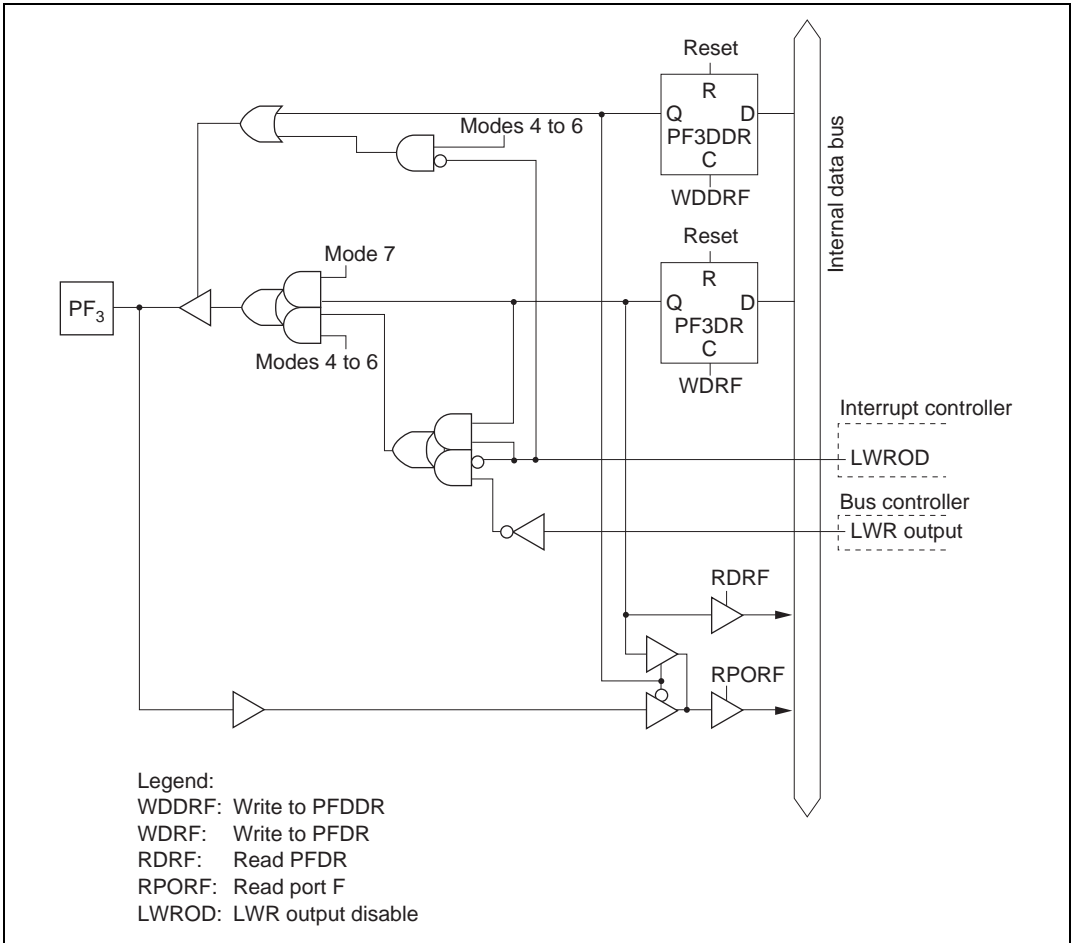 Reset
R
Q D
PF3DDR
C
WDDRF
Modes 4 to 6
Internal data bus
Reset
R
Q D
PF3DR
C
WDRF
Mode 7
PF3
Modes 4 to 6
Interrupt controller
LWROD
Bus controller
LWR output
RDRF
RPORF
Legend:
WDDRF: Write to PFDDR
WDRF: Write to PFDR
RDRF: Read PFDR
RPORF: Read port F
LWROD: LWR output disable